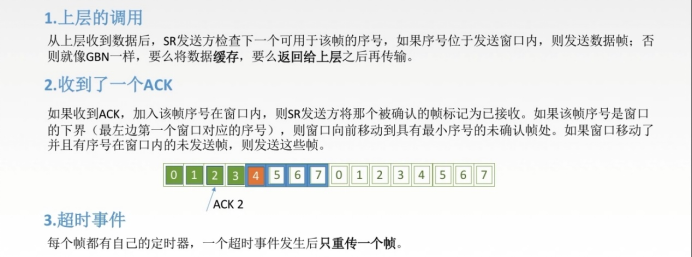 1.上层的调用
从上层收到数据后，SR发送方检查下一个可用于该帧的序号，如果序号位于发送窗口内，则发送数据帧；否
则就像GBN一样，要么将数据缓存，要么返回给上层之后再传输。
2.收到了一个ACK
如果收到ACK，加入该帧序号在窗口内，则SR发送方将那个被确认的帧标记为已接收。如果该帧序号是窗口
的下界（最左边第一个窗口对应的序号），则窗口向前移动到具有最小序号的未确认帧处。如果窗口移动了
并且有序号在窗口内的未发送帧，则发送这些帧。
0 1 2 3 4 5 6 7 0 1 2 3 4 5 6 7
ACK 2
3.超时事件
每个帧都有自己的定时器，一个超时事件发生后只重传一个帧。